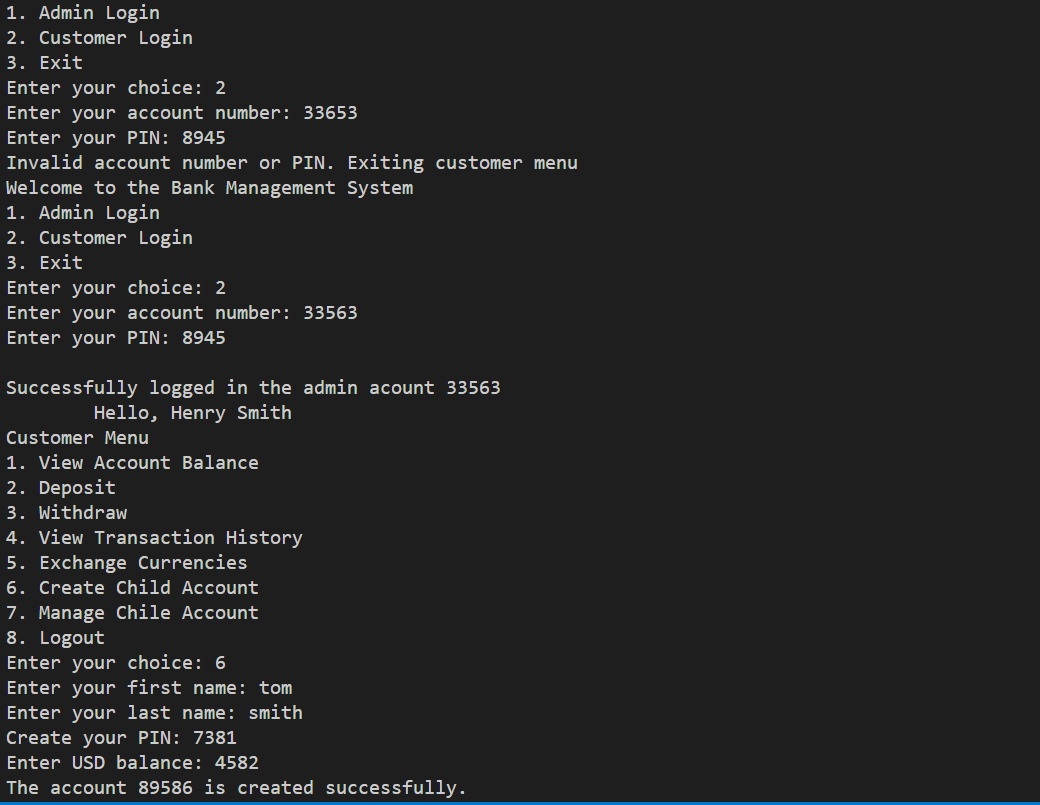 1. Admin Login
2. Customer Login
3. Exit
Enter your choice: 2
Enter your account number: 33653
Enter your PIN: 8945
Invalid account number or PIN. Exiting customer menu
Welcome to the Bank Management System
1. Admin Login
2. Customer Login
3. Exit
Enter your choice: 2
Enter your account number: 33563
Enter your PIN: 8945
Successfully logged in the admin acount 33563
Hello, Henry Smith
Customer Menu
1. View Account Balance
2. Deposit
3. Withdraw
4. View Transaction History
5. Exchange Currencies
6. Create Child Account
7. Manage Chile Account
8. Logout
Enter your choice: 6
Enter your first name: tom
Enter your last name: smith
Create your PIN: 7381
Enter USD balance: 4582
The account 89586 is created successfully.